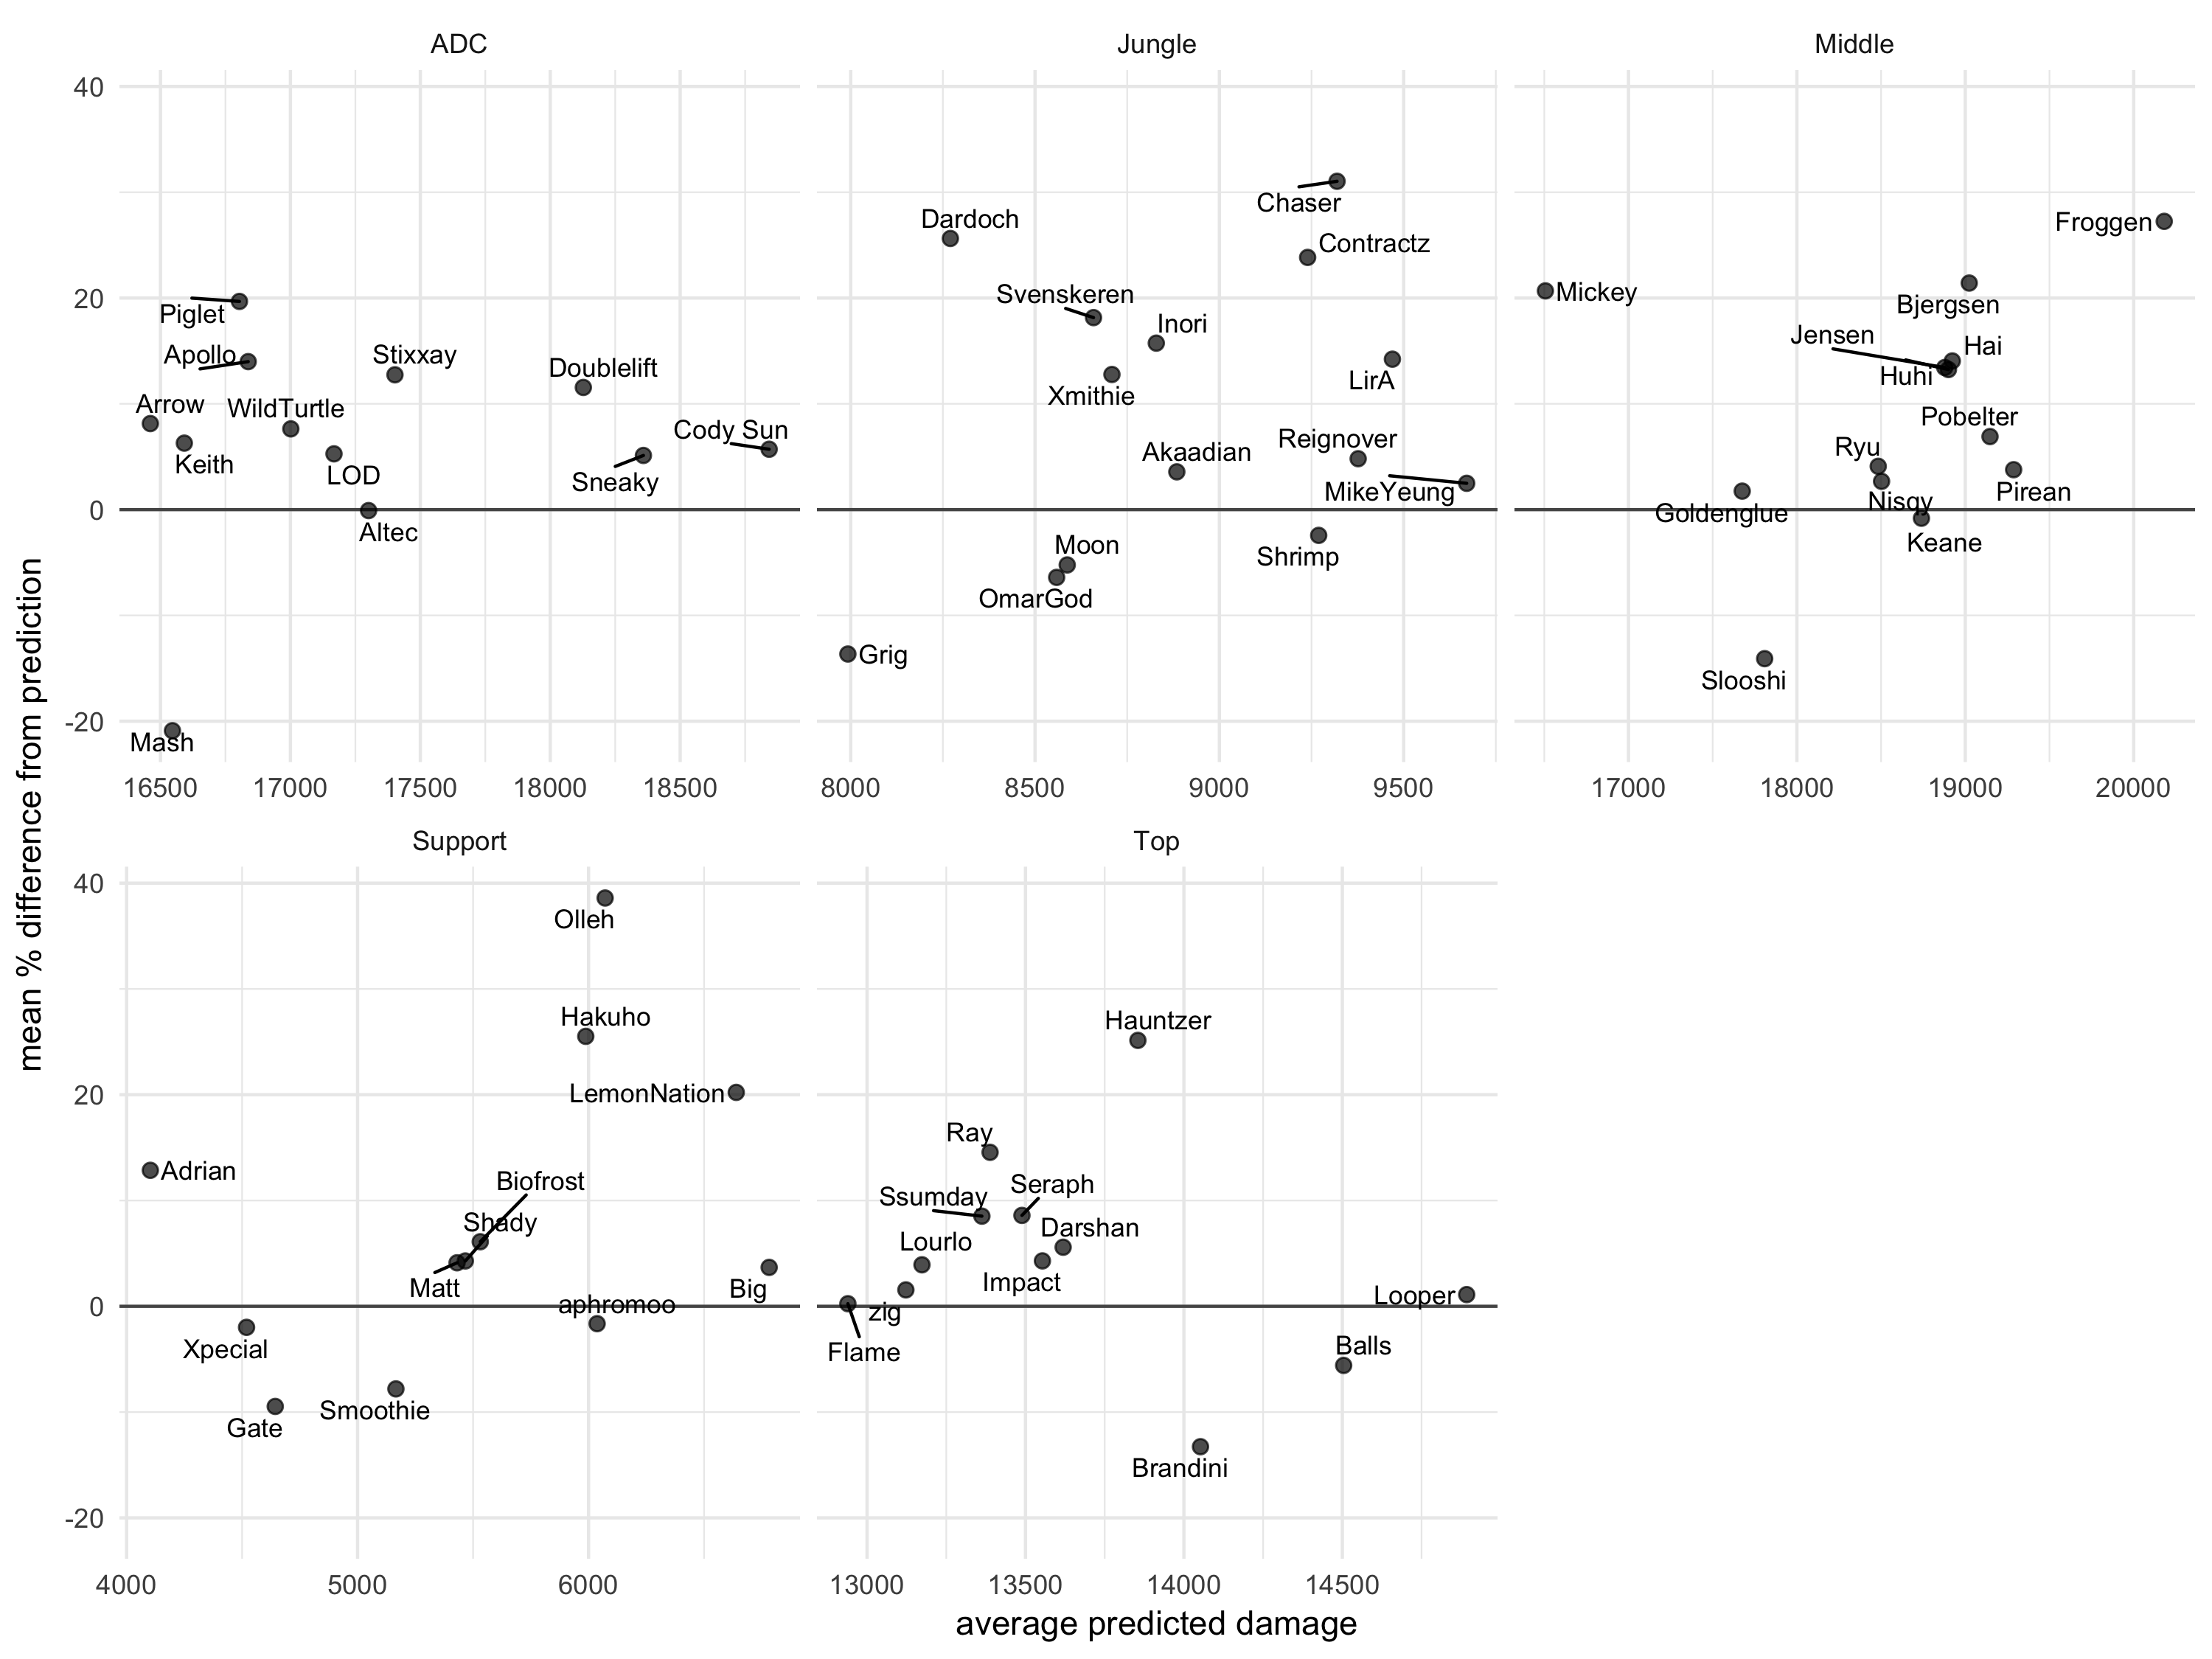 ADC
Jungle
Middle
40
20
0
-20
Piglet
Apollo
Stixxay
Doublelift
Arrow
WildTurtle
Cody Sun
Keith
LOD
Sneaky
Altec
Mash
16500
17000
17500
18000
18500
Chaser
Dardoch
Contractz
Svenskeren
Inori
Xmithie
LirA
Reignover
Akaadian
MikeYeung
Moon
Shrimp
OmarGod
Grig
8000
8500
9000
9500
Froggen
Mickey
Bjergsen
Jensen
Hai
Huhi
Pobelter
Ryu
Nisqy
Pirean
Goldenglue
Keane
Slooshi
17000
18000
19000
20000
mean % difference from prediction
Support
Top
40
20
0
-20
Olleh
Hakuho
LemonNation
Adrian
Biofrost
Shady
Matt
Big
aphromoo
Xpecial
Smoothie
Gate
4000
5000
6000
Hauntzer
Ray
Seraph
Ssumday
Darshan
Lourlo
Impact
Looper
zig
Flame
Balls
Brandini
13000
13500
14000
14500
average predicted damage